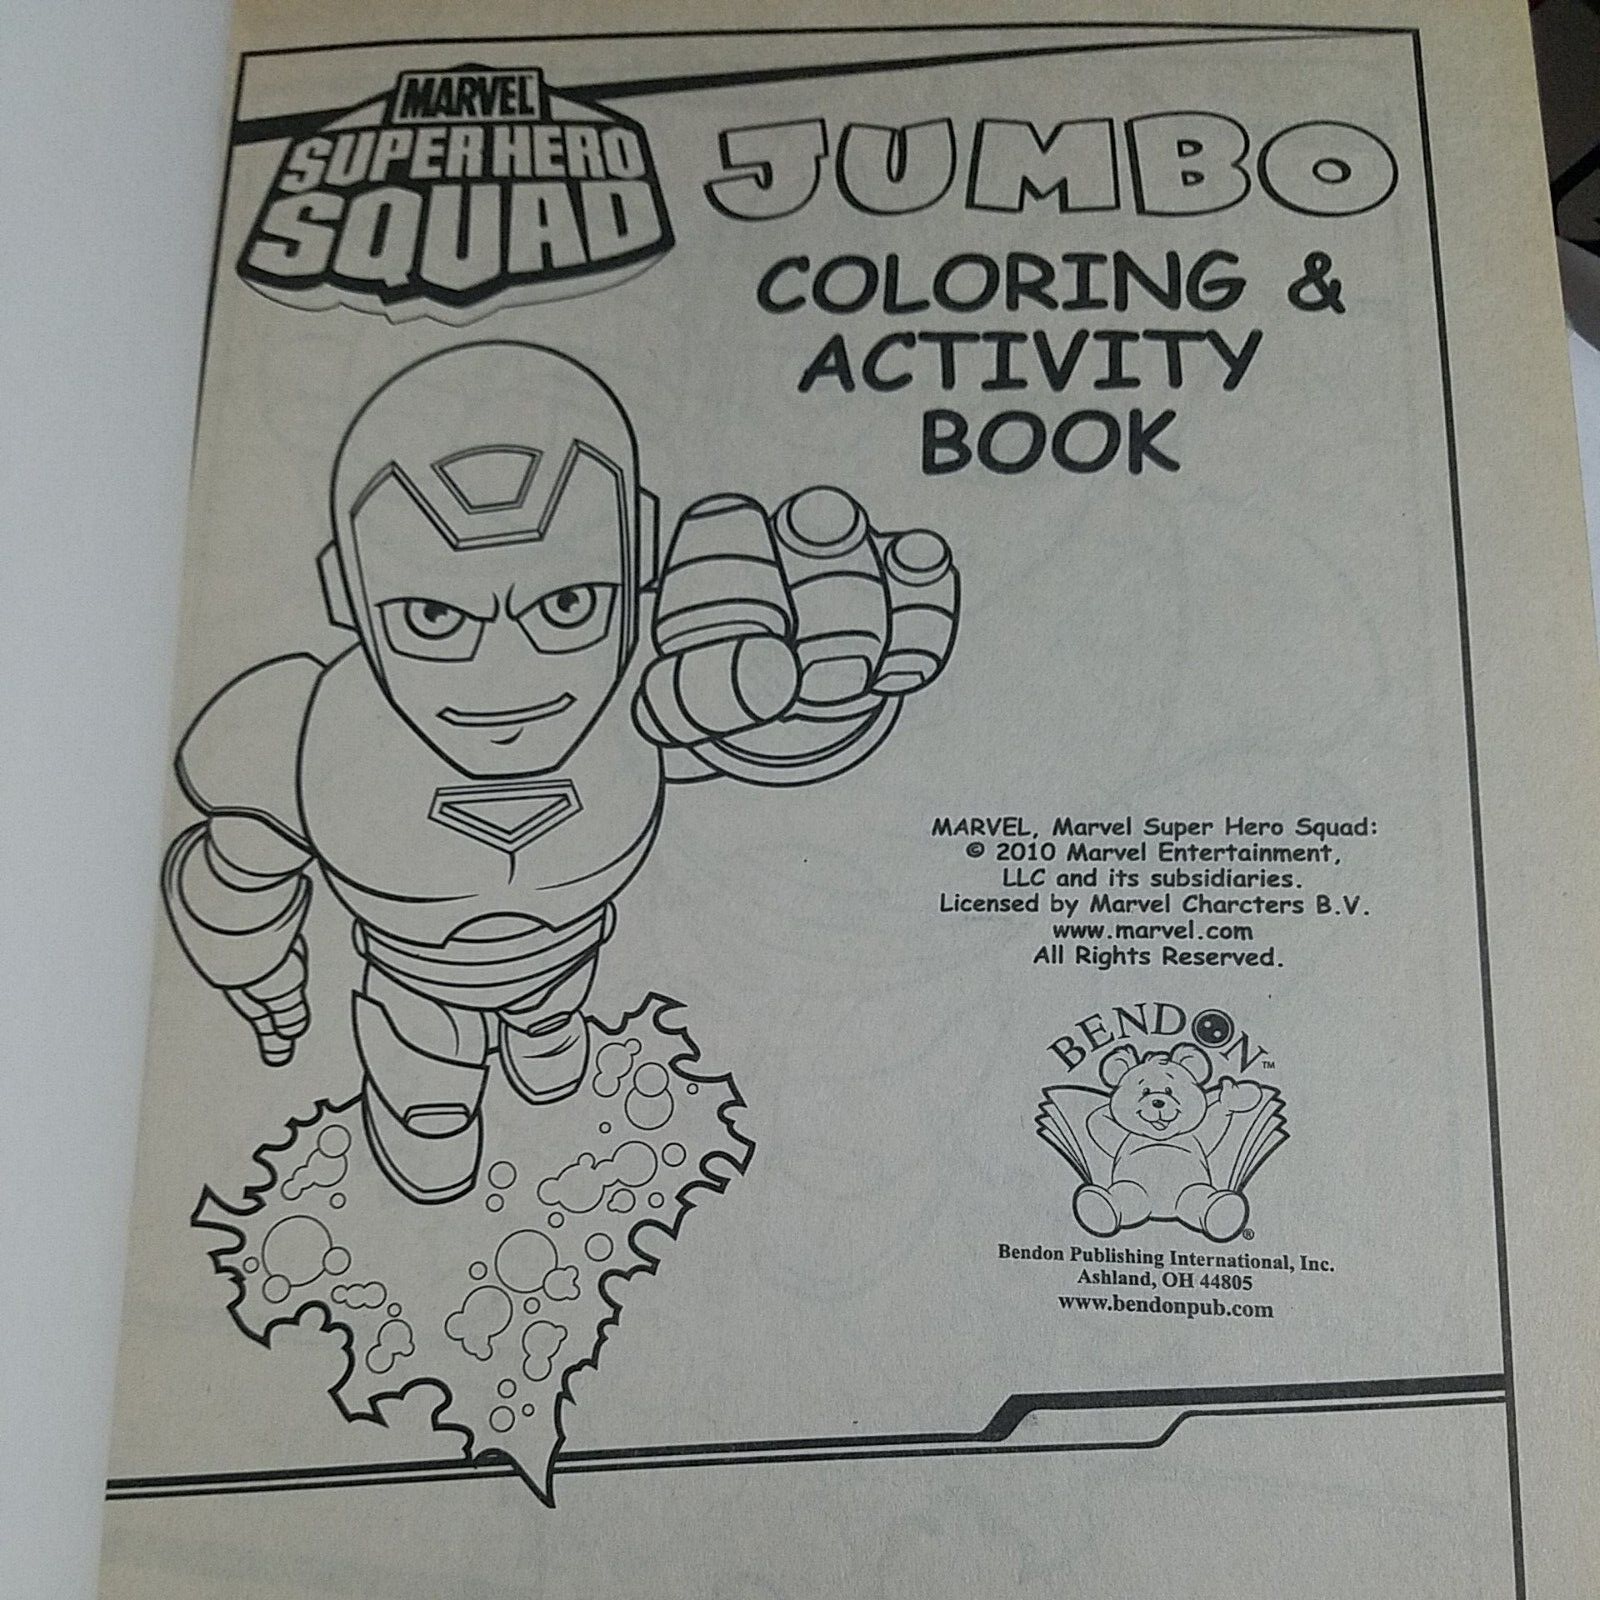 MARVEL
SUPER HERO
SQUAD
JUMBO
COLORING &
ACTIVITY
BOOK
MARVEL, Marvel Super Hero Squad:
© 2010 Marvel Entertainment,
LLC and its subsidiaries.
Licensed by Marvel Charcters B.V.
www.marvel.com
All Rights Reserved.
BENDON™
®
Bendon Publishing International, Inc.
Ashland, OH 44805
www.bendonpub.com